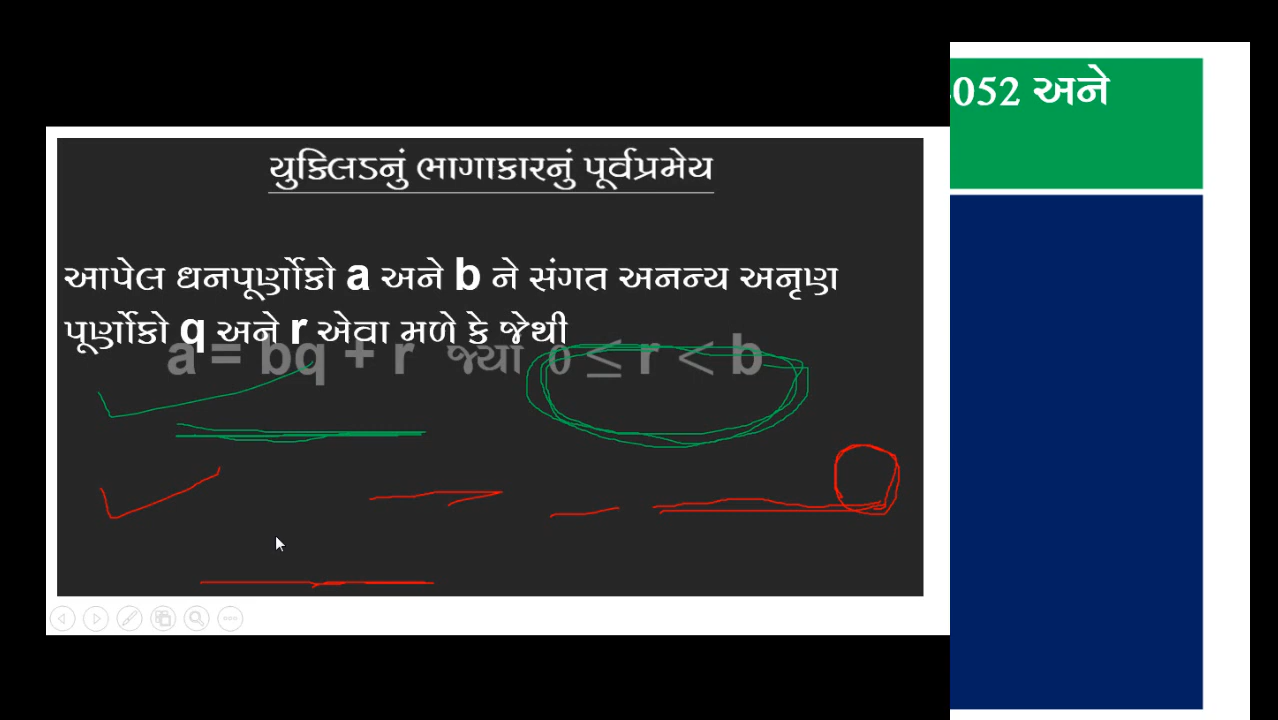 યુક્લિડનું ભાગાકારનું પૂર્વપ્રમેય
આપેલ ધનપૂર્ણાંકો a અને b ને સંગત અનન્ય અનૃણ
પૂર્ણાંકો q અને r એવા મળે કે જેથી
a = bq + r જ્યાં 0 ≤ r < b
052 અને